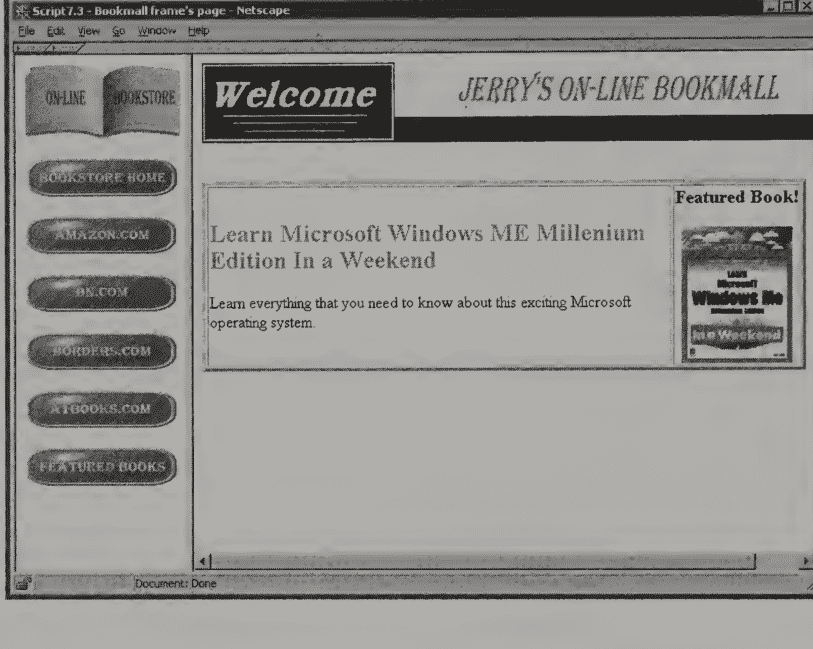 Script7.3 - Bookmall frame's page - Netscape
File Edit View Go Window Help
ON-LINE BOOKSTORE
BOOKSTORE HOME
AMAZON.COM
BN.COM
BORDERS.COM
A1BOOKS.COM
FEATURED BOOKS
Welcome
JERRY'S ON-LINE BOOKMALL
Learn Microsoft Windows ME Millenium
Edition In a Weekend
Learn everything that you need to know about this exciting Microsoft
operating system.
Featured Book!
Microsoft
Windows Me
In a Weekend
Document: Done